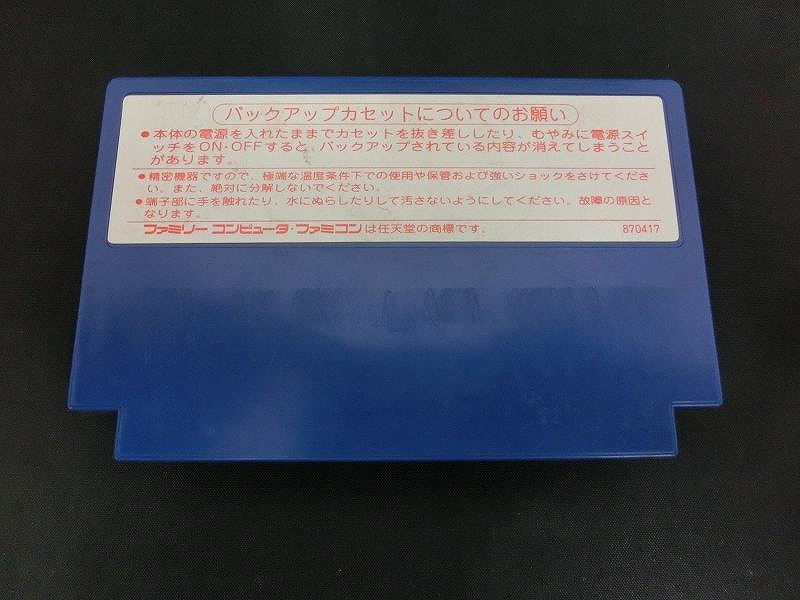 バックアップカセットについてのお願い
●本体の電源を入れたままでカセットを抜き差ししたり、むやみに電源スイ
ッチをON・OFFすると、バックアップされている内容が消えてしまうこと
があります。
●精密機器ですので、極端な温度条件下での使用や保管および強いショックをさけてくださ
い。また、絶対に分解しないでください。
●端子部に手を触れたり、水にぬらしたりして汚さないようにしてください。故障の原因と
なります。
ファミリー コンピュータ・ファミコンは任天堂の商標です。 870417